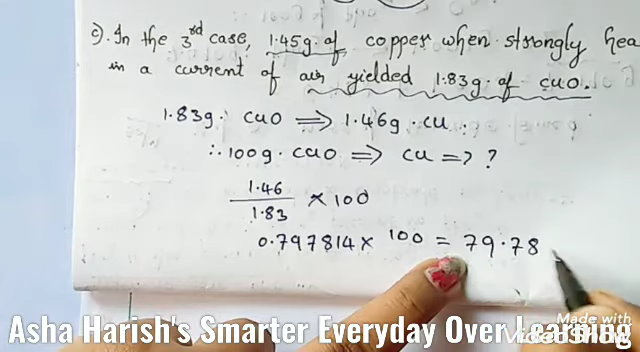 c). In the 3rd case, 1.45g. of copper when strongly hea
in a current of air yielded 1.83g. of cuo.
1.83g. cuo ⟹ 1.46g. cu.
∴ 100g. cuo ⟹ cu => ?
1.46
1.83
× 100
0.797814 × 100 = 79.78
Made with
Asha Harish's Smarter Everyday Over Learning
VideoShow